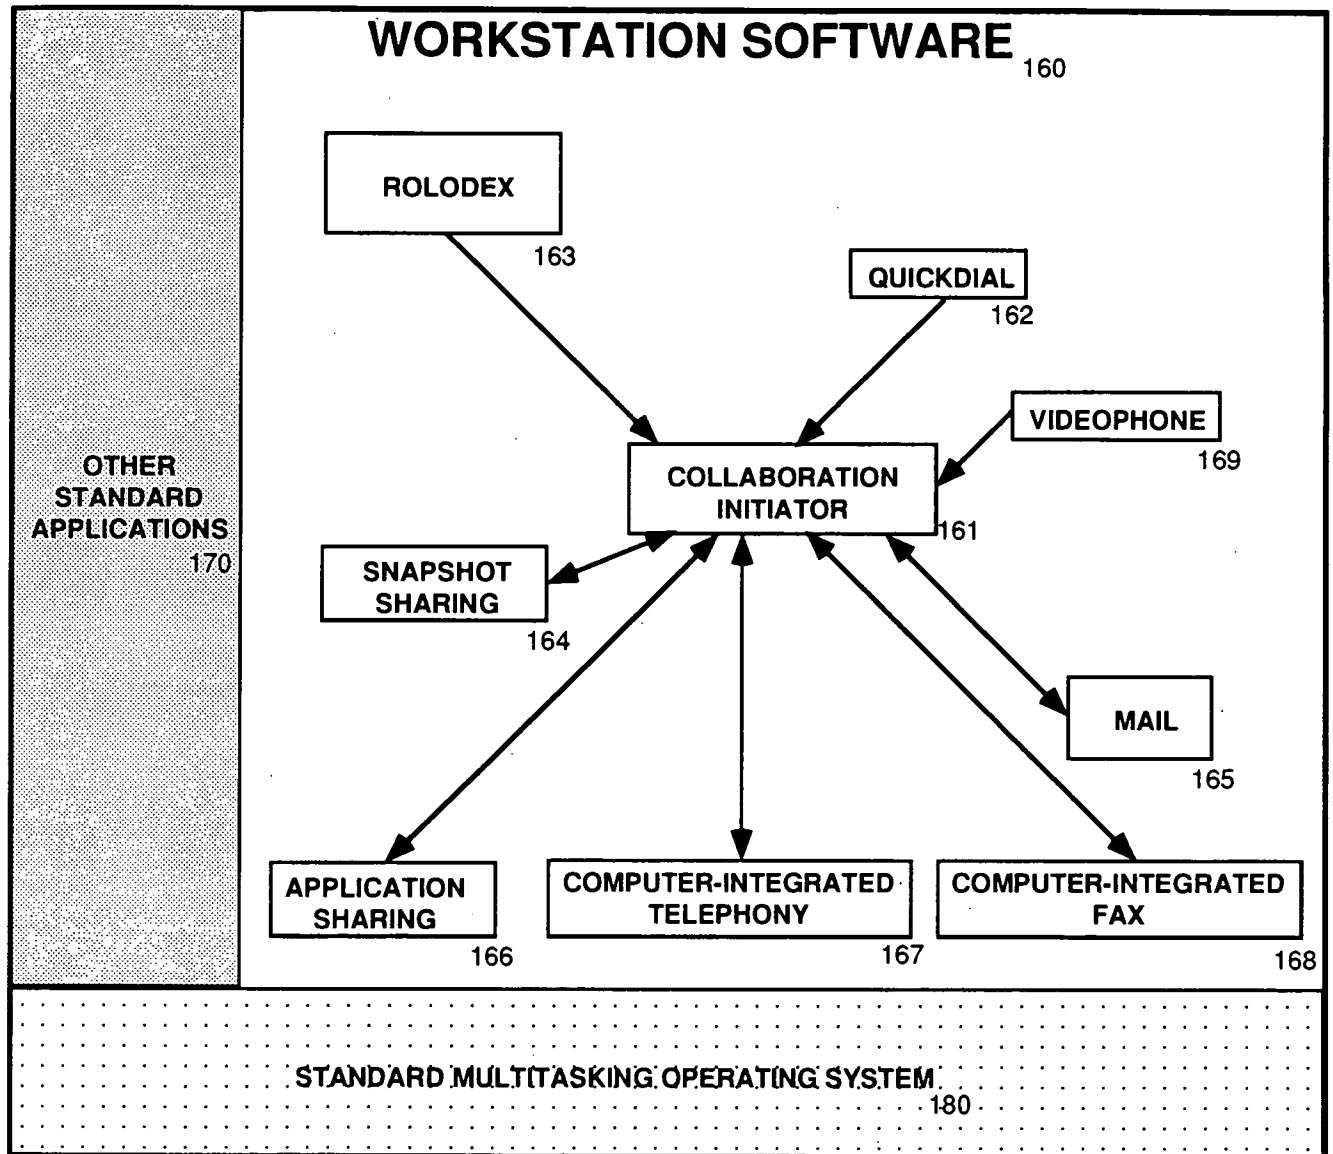 WORKSTATION SOFTWARE
160
ROLODEX
163
QUICKDIAL
162
VIDEOPHONE
169
COLLABORATION
INITIATOR
161
OTHER
STANDARD
APPLICATIONS
170
SNAPSHOT
SHARING
164
MAIL
165
APPLICATION
SHARING
166
COMPUTER-INTEGRATED
TELEPHONY
167
COMPUTER-INTEGRATED
FAX
168
STANDARD MULTITASKING OPERATING SYSTEM
180